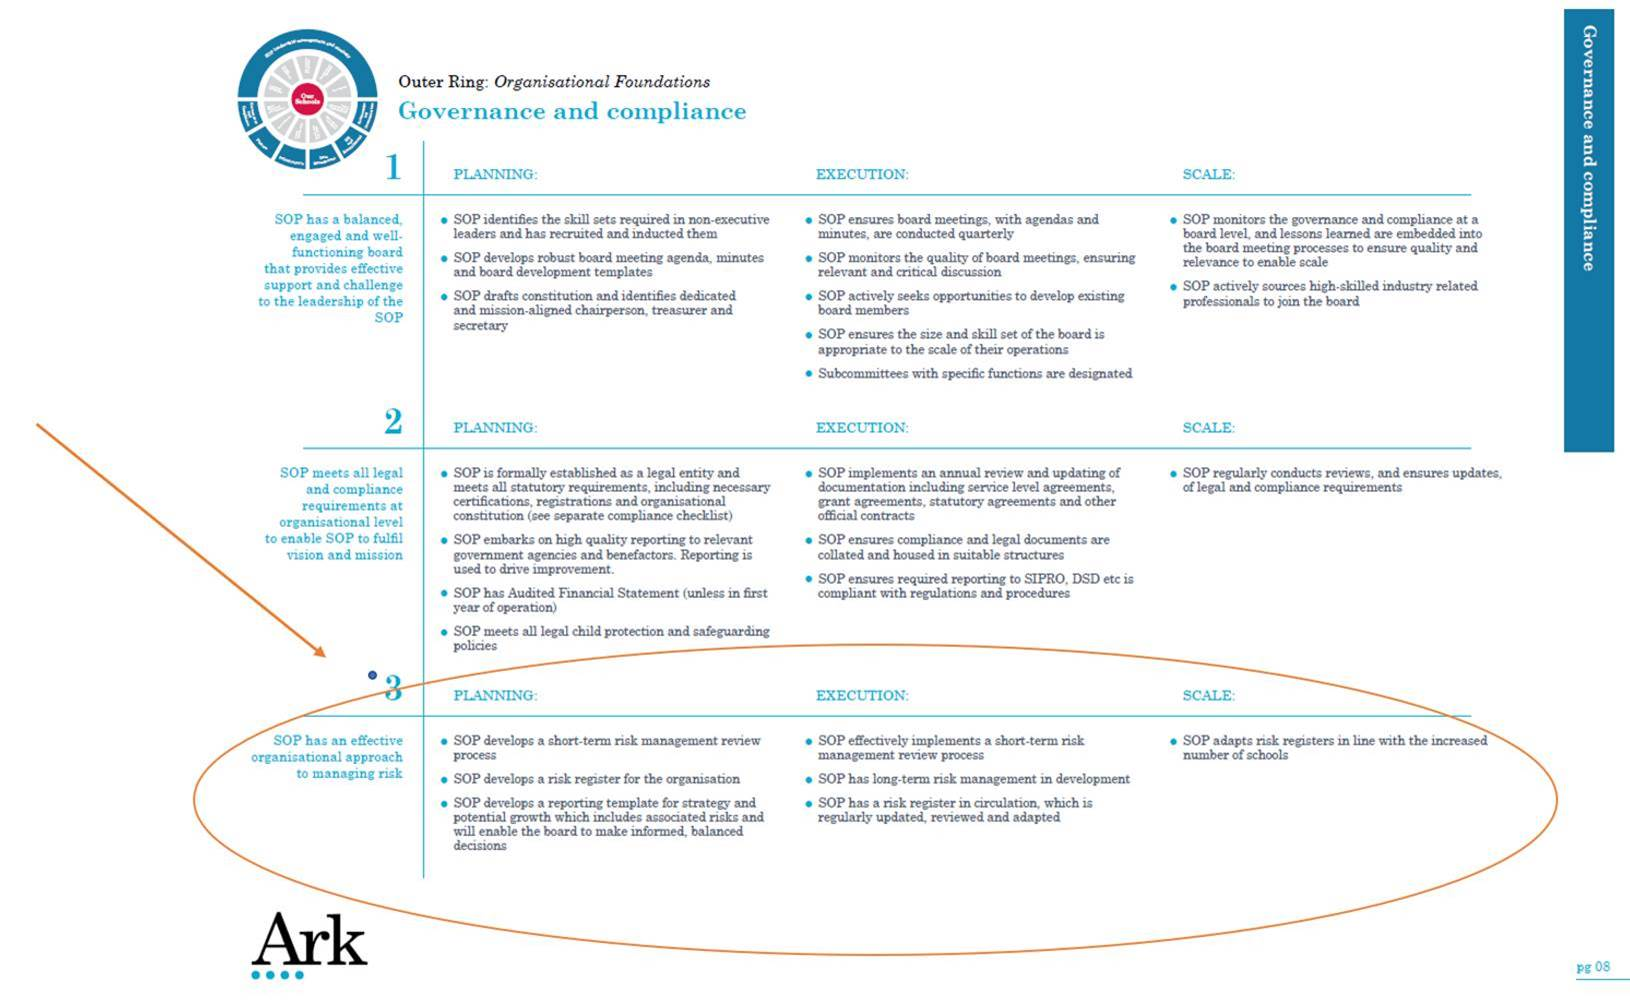 Our
Schools
Outer Ring: Organisational Foundations
Governance and compliance
Governance and compliance
1
PLANNING:
EXECUTION:
SCALE:
SOP has a balanced,
engaged and well-
functioning board
that provides effective
support and challenge
to the leadership of the
SOP
SOP identifies the skill sets required in non-executive
leaders and has recruited and inducted them
SOP develops robust board meeting agenda, minutes
and board development templates
SOP drafts constitution and identifies dedicated
and mission-aligned chairperson, treasurer and
secretary
SOP ensures board meetings, with agendas and
minutes, are conducted quarterly
SOP monitors the quality of board meetings, ensuring
relevant and critical discussion
SOP actively seeks opportunities to develop existing
board members
SOP ensures the size and skill set of the board is
appropriate to the scale of their operations
Subcommittees with specific functions are designated
SOP monitors the governance and compliance at a
board level, and lessons learned are embedded into
the board meeting processes to ensure quality and
relevance to enable scale
SOP actively sources high-skilled industry related
professionals to join the board
2
PLANNING:
EXECUTION:
SCALE:
SOP meets all legal
and compliance
requirements at
organisational level
to enable SOP to fulfil
vision and mission
SOP is formally established as a legal entity and
meets all statutory requirements, including necessary
certifications, registrations and organisational
constitution (see separate compliance checklist)
SOP embarks on high quality reporting to relevant
government agencies and benefactors. Reporting is
used to drive improvement.
SOP has Audited Financial Statement (unless in first
year of operation)
SOP meets all legal child protection and safeguarding
policies
SOP implements an annual review and updating of
documentation including service level agreements,
grant agreements, statutory agreements and other
official contracts
SOP ensures compliance and legal documents are
collated and housed in suitable structures
SOP ensures required reporting to SIPRO, DSD etc is
compliant with regulations and procedures
SOP regularly conducts reviews, and ensures updates,
of legal and compliance requirements
3
PLANNING:
EXECUTION:
SCALE:
SOP has an effective
organisational approach
to managing risk
SOP develops a short-term risk management review
process
SOP develops a risk register for the organisation
SOP develops a reporting template for strategy and
potential growth which includes associated risks and
will enable the board to make informed, balanced
decisions
SOP effectively implements a short-term risk
management review process
SOP has long-term risk management in development
SOP has a risk register in circulation, which is
regularly updated, reviewed and adapted
SOP adapts risk registers in line with the increased
number of schools
Ark
pg 08